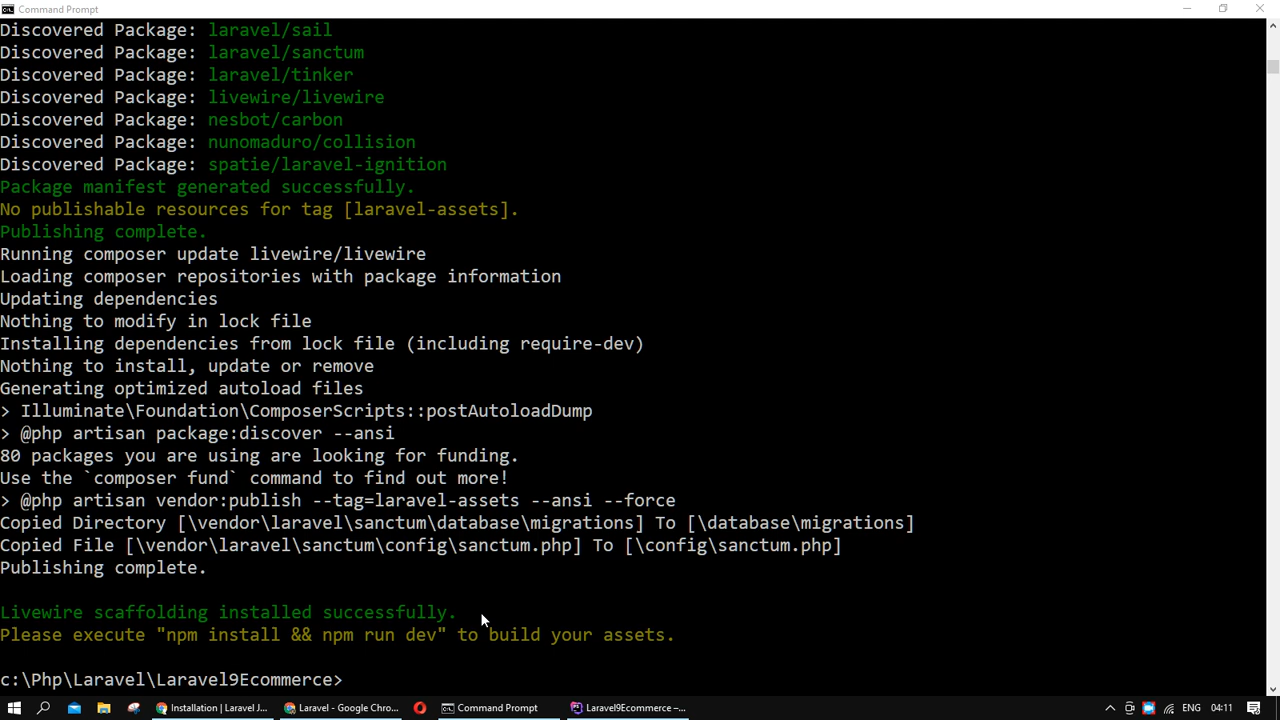 Command Prompt
Discovered Package: laravel/sail
Discovered Package: laravel/sanctum
Discovered Package: laravel/tinker
Discovered Package: livewire/livewire
Discovered Package: nesbot/carbon
Discovered Package: nunomaduro/collision
Discovered Package: spatie/laravel-ignition
Package manifest generated successfully.
No publishable resources for tag [laravel-assets].
Publishing complete.
Running composer update livewire/livewire
Loading composer repositories with package information
Updating dependencies
Nothing to modify in lock file
Installing dependencies from lock file (including require-dev)
Nothing to install, update or remove
Generating optimized autoload files
> Illuminate\Foundation\ComposerScripts::postAutoloadDump
> @php artisan package:discover --ansi
80 packages you are using are looking for funding.
Use the `composer fund` command to find out more!
> @php artisan vendor:publish --tag=laravel-assets --ansi --force
Copied Directory [\vendor\laravel\sanctum\database\migrations] To [\database\migrations]
Copied File [\vendor\laravel\sanctum\config\sanctum.php] To [\config\sanctum.php]
Publishing complete.
Livewire scaffolding installed successfully.
Please execute "npm install && npm run dev" to build your assets.
c:\Php\Laravel\Laravel9Ecommerce>
Installation | Laravel J... Laravel - Google Chro... Command Prompt Laravel9Ecommerce –... ENG 04:11